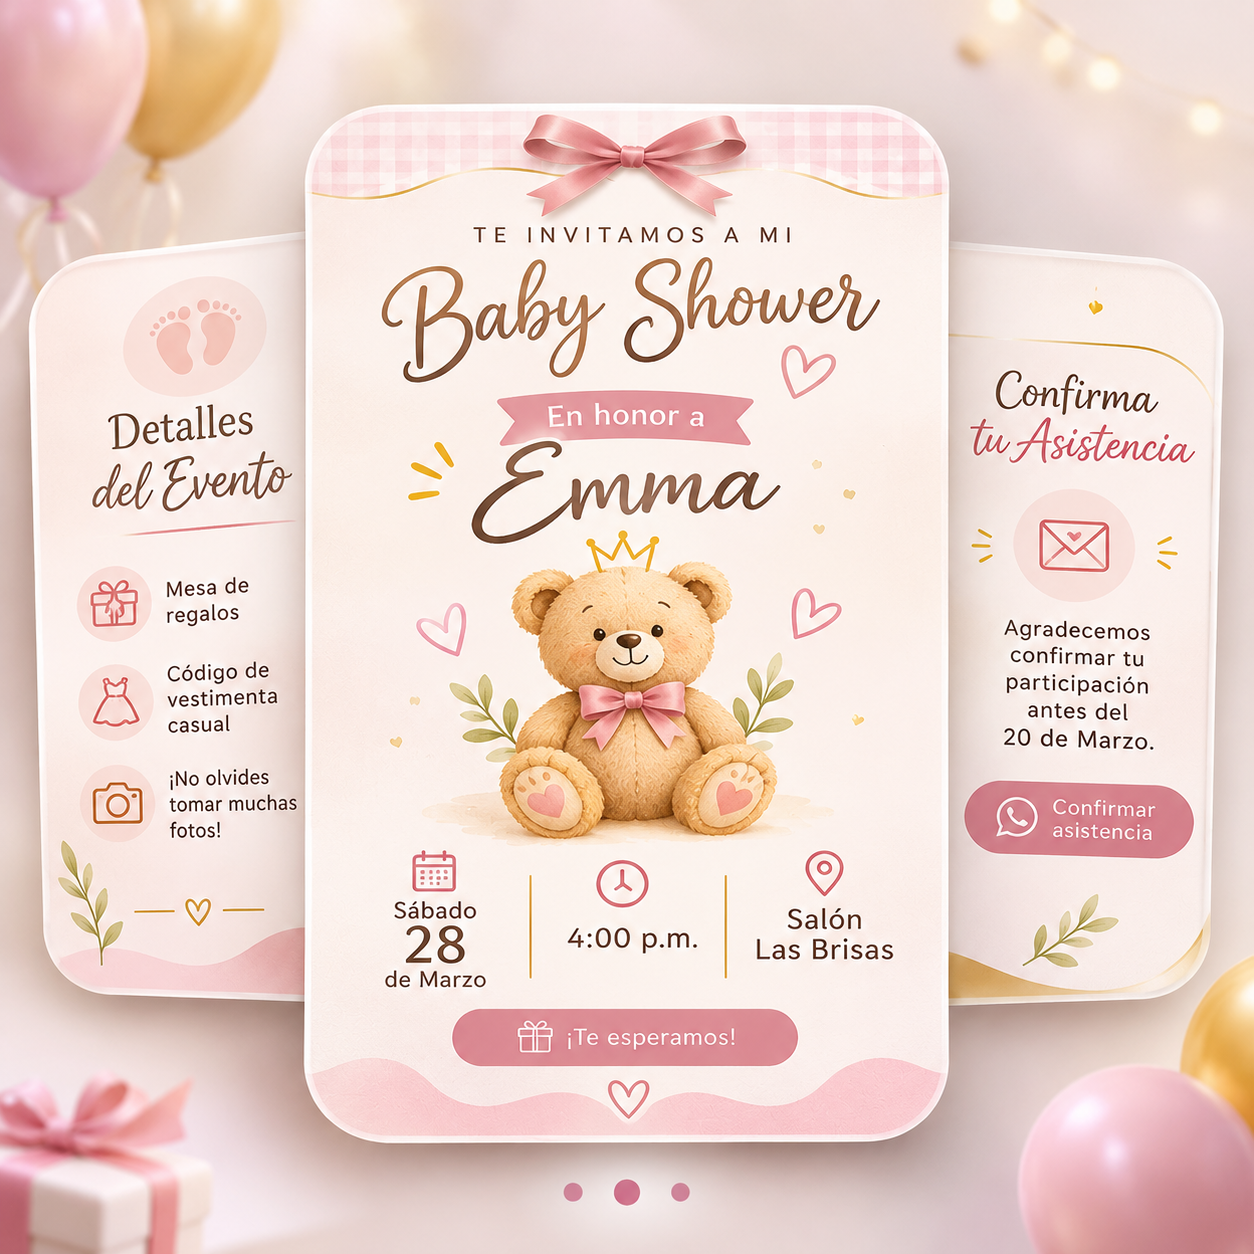 TE INVITAMOS A MI
Baby Shower
En honor a
Emma
Sábado
28
de Marzo
4:00 p.m.
Salón
Las Brisas
¡Te esperamos!
Detalles
del Evento
Mesa de
regalos
Código de
vestimenta
casual
¡No olvides
tomar muchas
fotos!
Confirma
tu Asistencia
Agradecemos
confirmar tu
participación
antes del
20 de Marzo.
Confirmar
asistencia